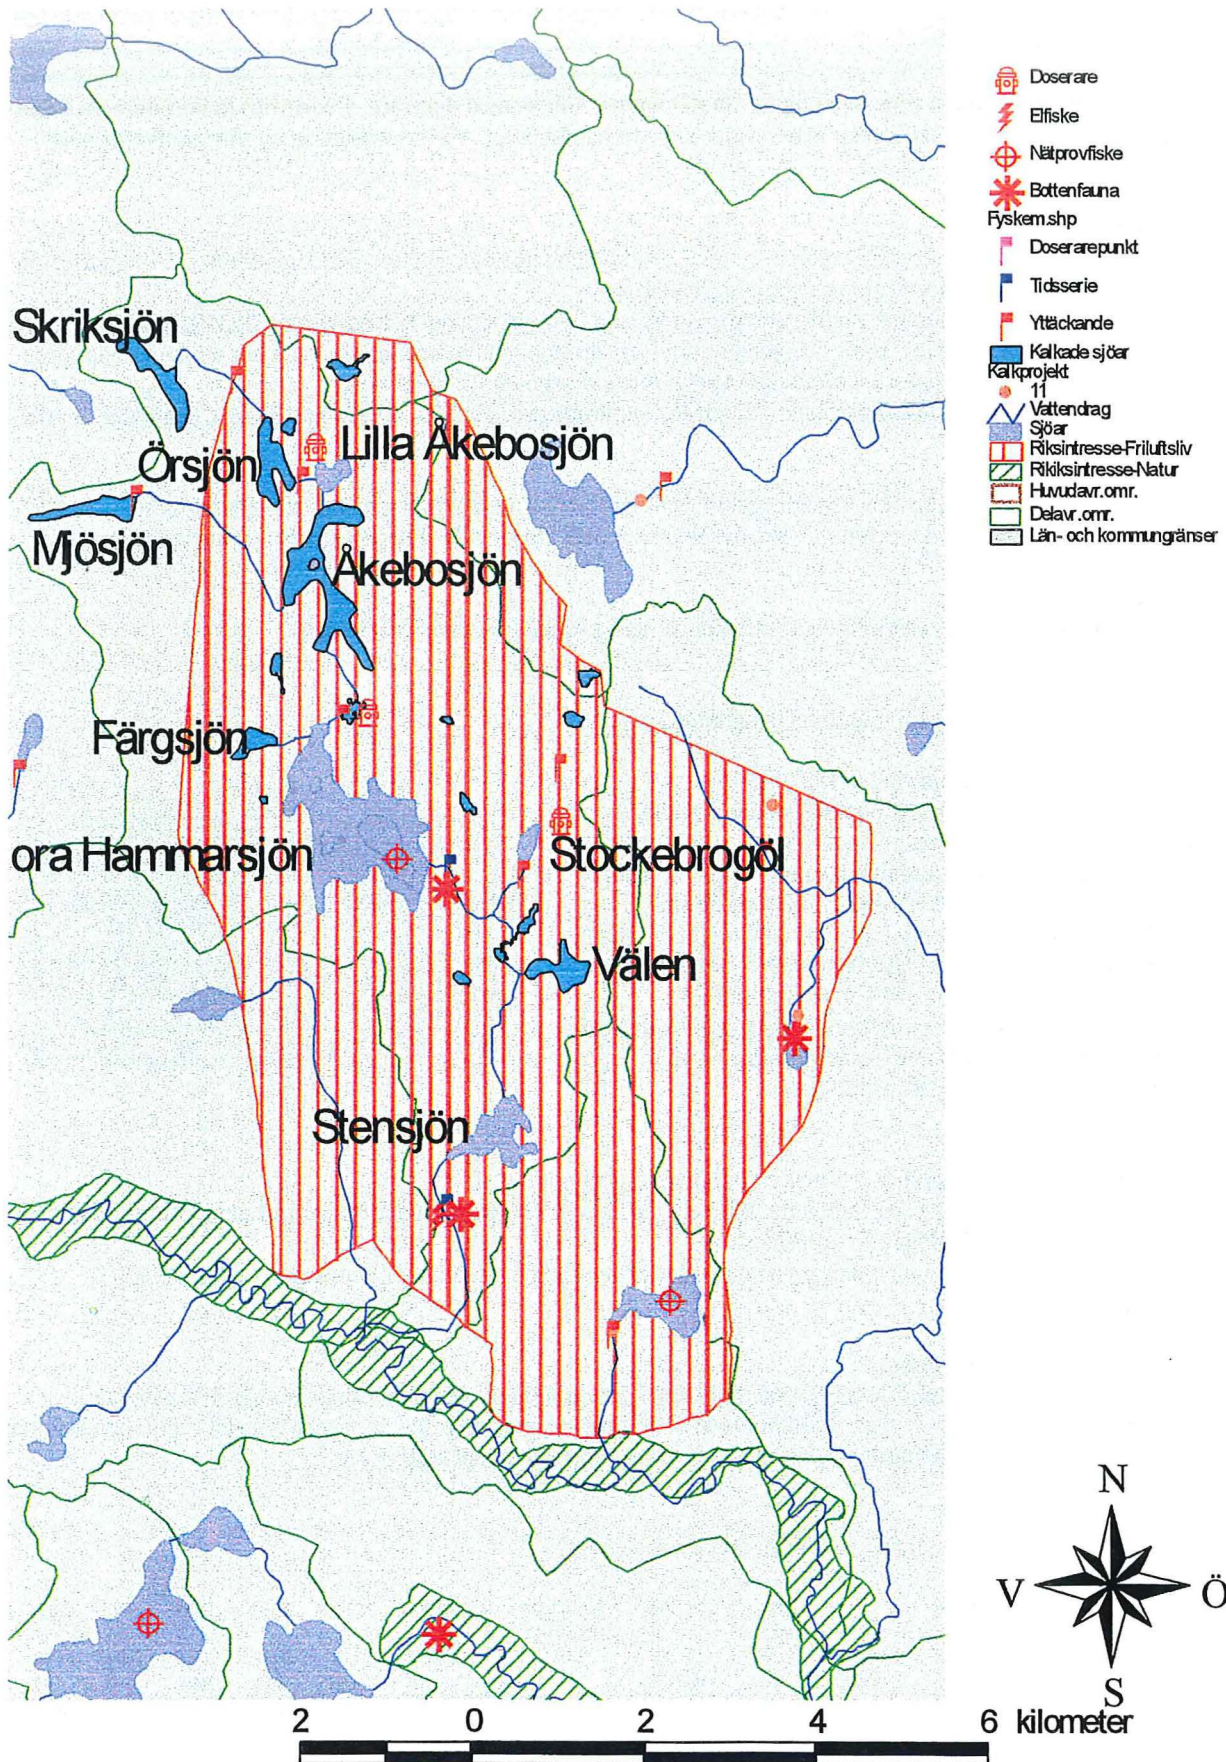 Doserare
Elfiske
Nätprovfiske
Bottenfauna
Fyskem.shp
Doserarepunkt
Tidsserie
Yttäckande
Kalkade sjöar
Kalkprojekt
11
Vattendrag
Sjöar
Riksintresse-Friluftsliv
Rikiksintresse-Natur
Huvudavr.omr.
Delavr.omr.
Län- och kommungränser
Skriksjön
Lilla Åkebosjön
Örsjön
Mjösjön
Åkebosjön
Färgsjön
ora Hammarsjön
Stockebrogöl
Välen
Stensjön
N
V Ö
S
2 0 2 4 6 kilometer